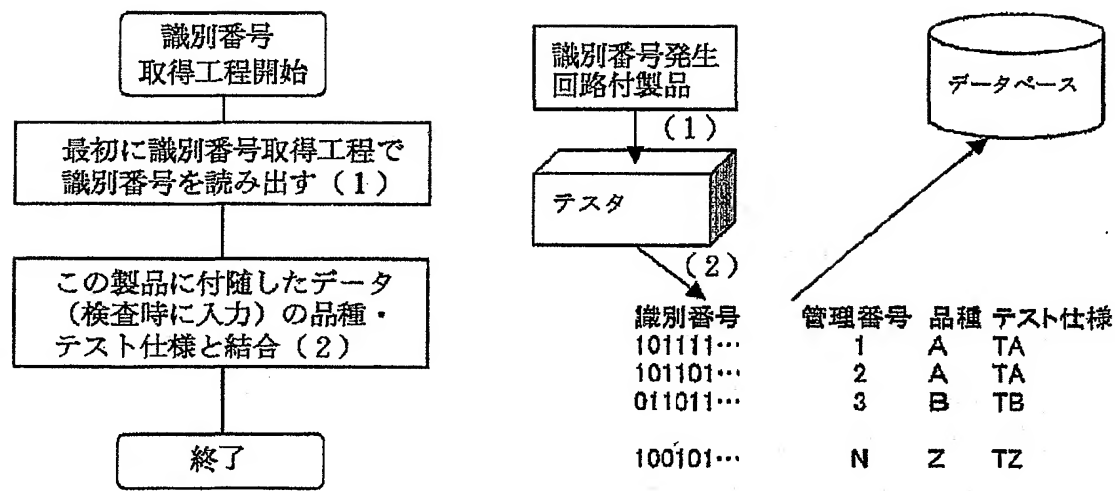 識別番号
取得工程開始
最初に識別番号取得工程で
識別番号を読み出す（１）
この製品に付随したデータ
（検査時に入力）の品種・
テスト仕様と結合（２）
終了
識別番号発生
回路付製品
（１）
テスタ
（２）
データベース
識別番号 管理番号 品種 テスト仕様
101111… 1 A TA
101101… 2 A TA
011011… 3 B TB
100101… N Z TZ